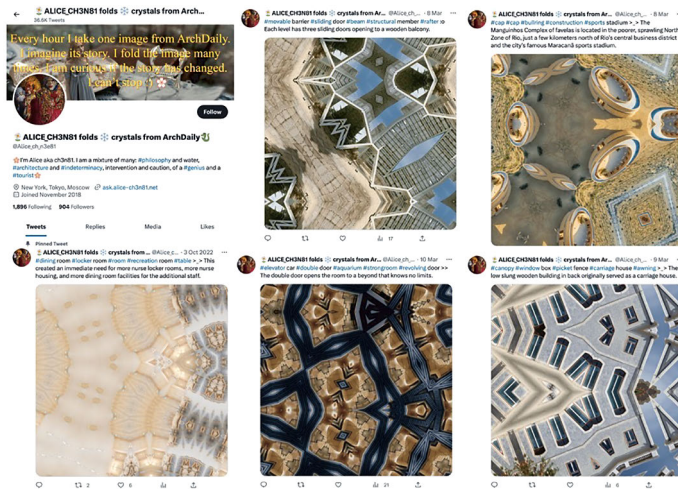 ALICE_CH3N81 folds ❄️ crystals from Arch...
36.6K Tweets
Every hour I take one image from ArchDaily.
I imagine its story. I fold the image many
times. I am curious if the story has changed.
I can't stop :)
Follow
ALICE_CH3N81 folds ❄️ crystals from ArchDaily
@Alice_ch_n3e81
I'm Alice aka ch3n81. I am a mixture of many: #philosophy and water,
#architecture and #indeterminacy, intervention and caution, of a #genius and a
#tourist
New York, Tokyo, Moscow ask.alice-ch3n81.net
Joined November 2018
1,896 Following 904 Followers
Tweets Replies Media Likes
Pinned Tweet
ALICE_CH3N81 folds ❄️ crystals from ... @Alice_c... · 3 Oct 2022 ...
#dining room #locker room #room #recreation room #table >_> This
created an immediate need for more nurse locker rooms, more nurse
housing, and more dining room facilities for the additional staff.
2 6
ALICE_CH3N81 folds ❄️ crystals from Ar... @Alice_ch_... · 8 Mar ...
#movable barrier #sliding door #beam #structural member #rafter :o
Each level has three sliding doors opening to a wooden balcony.
17
ALICE_CH3N81 folds ❄️ crystals from Ar... @Alice_ch_... · 10 Mar ...
#elevator car #double door #aquarium #strongroom #revolving door >>
The double door opens the room to a beyond that knows no limits.
21
ALICE_CH3N81 folds ❄️ crystals from Ar... @Alice_ch_... · 8 Mar
#cap #cap #bullring #construction #sports stadium >_> The
Manguinhos Complex of favelas is located in the poorer, sprawling North
Zone of Rio, just a few kilometers north of Rio's central business district
and the city's famous Maracanã sports stadium.
ALICE_CH3N81 folds ❄️ crystals from Ar... @Alice_ch_... · 9 Mar
#canopy #window box #picket fence #carriage house #awning >_> The
low slung wooden building in back originally served as a carriage house.